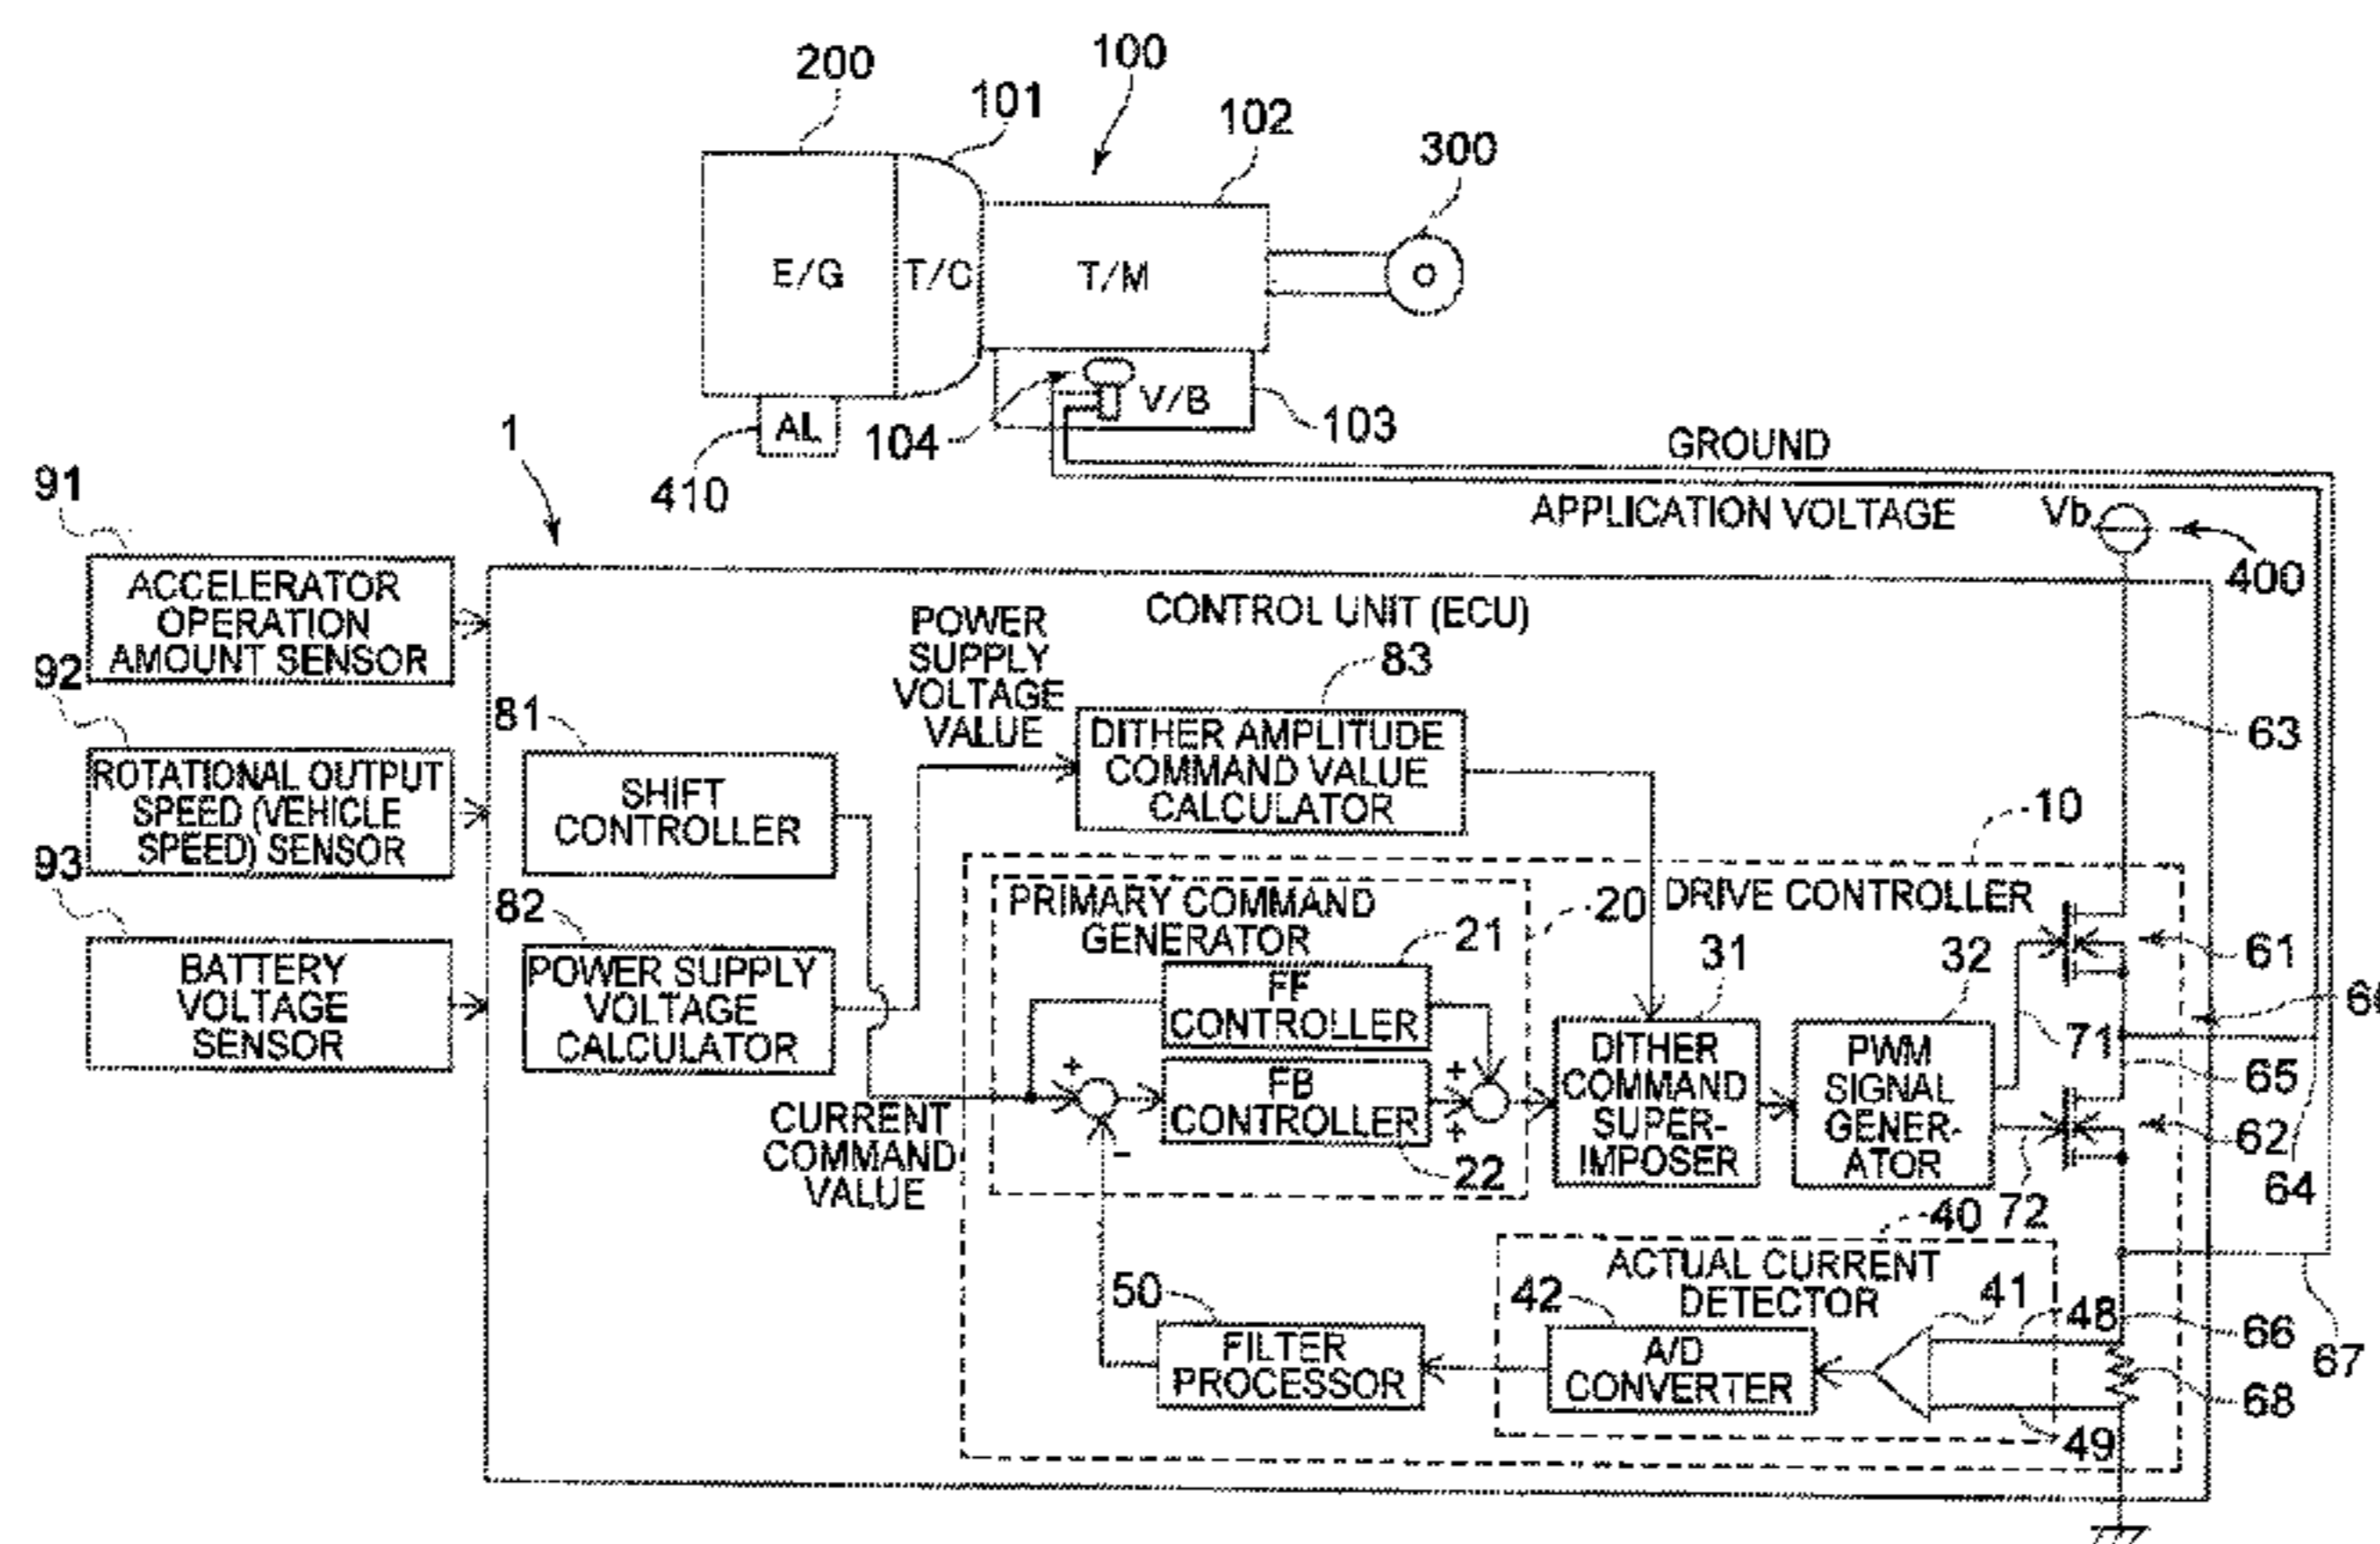 200
100
101
102
300
E/G
T/C
T/M
V/B
AL
104
103
410
1
GROUND
APPLICATION VOLTAGE
Vb
400
91
ACCELERATOR
OPERATION
AMOUNT SENSOR
92
ROTATIONAL OUTPUT
SPEED (VEHICLE
SPEED) SENSOR
93
BATTERY
VOLTAGE
SENSOR
CONTROL UNIT (ECU)
POWER
SUPPLY
VOLTAGE
VALUE
83
DITHER AMPLITUDE
COMMAND VALUE
CALCULATOR
81
SHIFT
CONTROLLER
82
POWER SUPPLY
VOLTAGE
CALCULATOR
63
10
DRIVE CONTROLLER
PRIMARY COMMAND
GENERATOR
20
21
FF
CONTROLLER
FB
CONTROLLER
22
+
-
+
+
31
DITHER
COMMAND
SUPER-
IMPOSER
32
PWM
SIGNAL
GENER-
ATOR
61
71
65
62
64
72
CURRENT
COMMAND
VALUE
40
ACTUAL CURRENT
DETECTOR
50
FILTER
PROCESSOR
42
A/D
CONVERTER
41
48
66
67
68
49